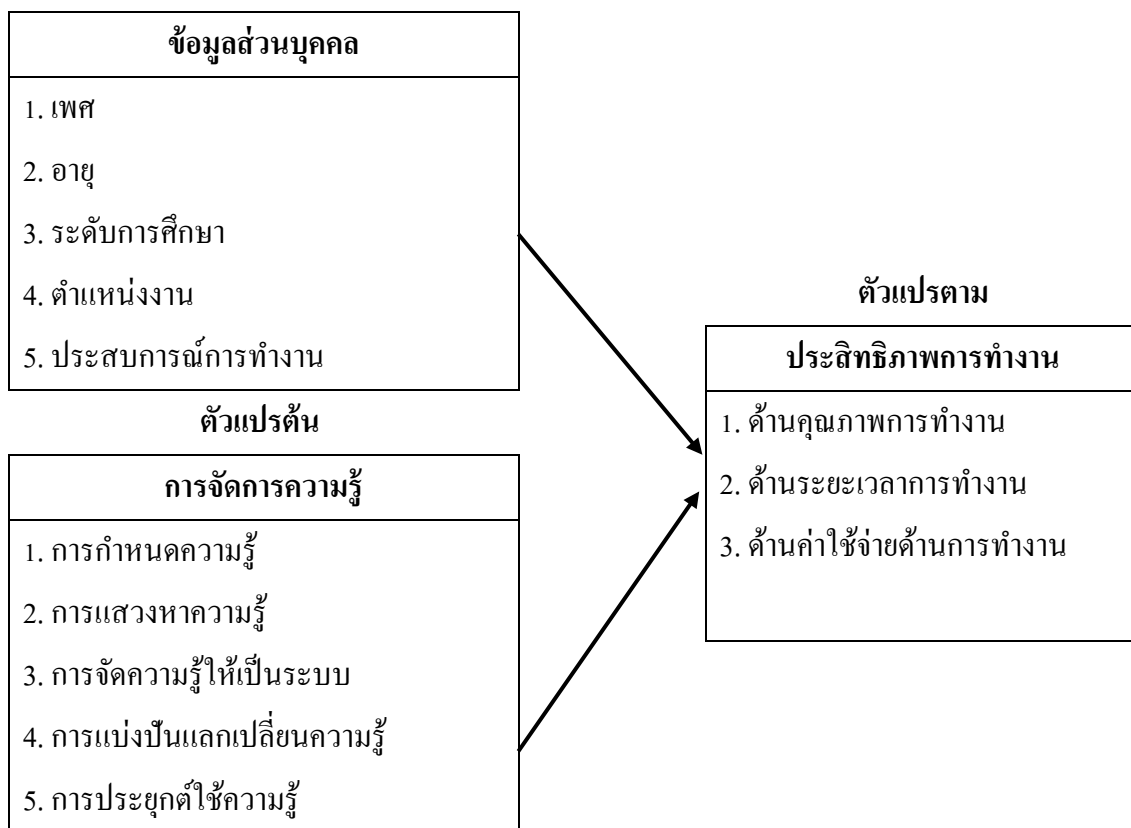 ข้อมูลส่วนบุคคล
1. เพศ
2. อายุ
3. ระดับการศึกษา
4. ตำแหน่งงาน
5. ประสบการณ์การทำงาน
ตัวแปรต้น
การจัดการความรู้
1. การกำหนดความรู้
2. การแสวงหาความรู้
3. การจัดความรู้ให้เป็นระบบ
4. การแบ่งปันแลกเปลี่ยนความรู้
5. การประยุกต์ใช้ความรู้
ตัวแปรตาม
ประสิทธิภาพการทำงาน
1. ด้านคุณภาพการทำงาน
2. ด้านระยะเวลาการทำงาน
3. ด้านค่าใช้จ่ายด้านการทำงาน